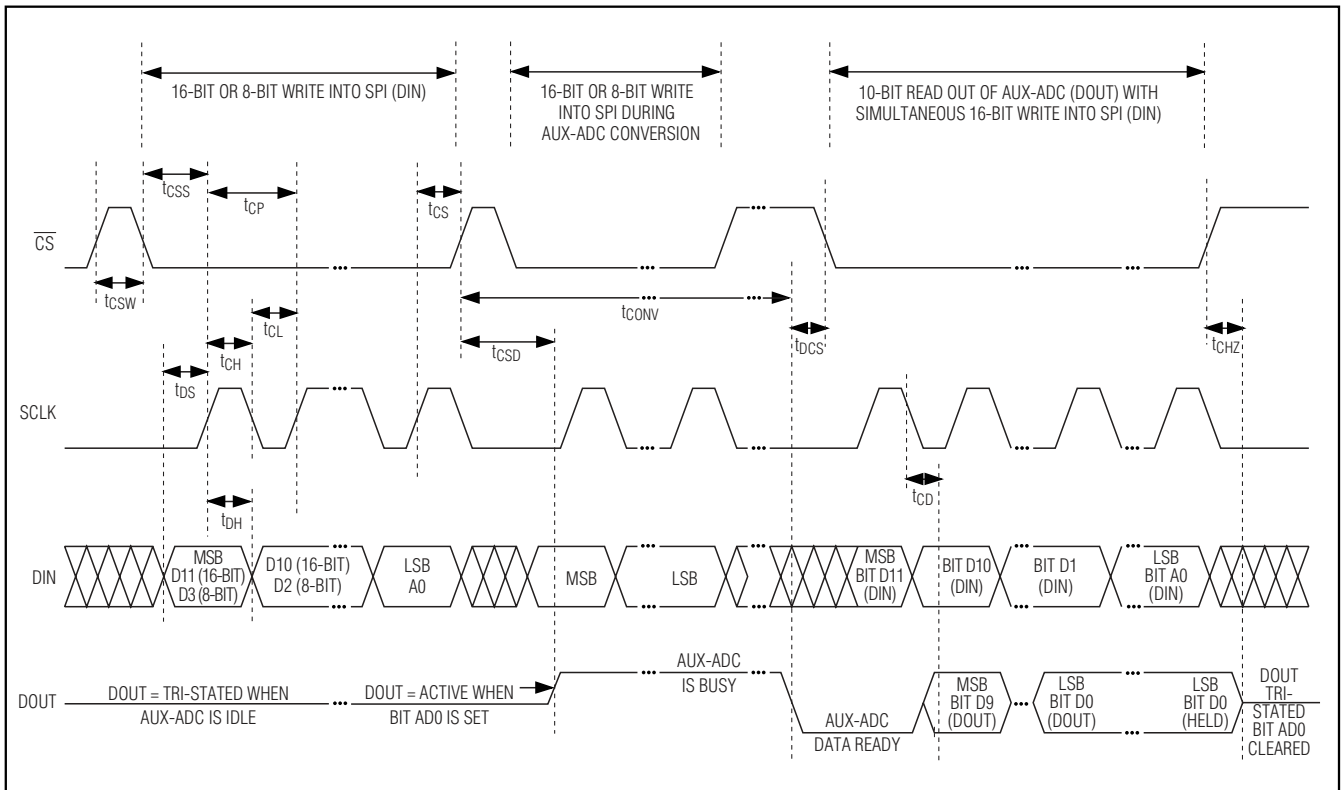 16-BIT OR 8-BIT WRITE INTO SPI (DIN)
16-BIT OR 8-BIT WRITE
INTO SPI DURING
AUX-ADC CONVERSION
10-BIT READ OUT OF AUX-ADC (DOUT) WITH
SIMULTANEOUS 16-BIT WRITE INTO SPI (DIN)
tCSS
tCP
tCS
CS
•••
•••
•••
•••
•••
tCSW
tCL
•••
•••
tCONV
tDCS
tCHZ
tCSD
tCH
tDS
SCLK
•••
•••
•••
•••
•••
•••
•••
•••
tCD
tDH
DIN
MSB
D11 (16-BIT)
D3 (8-BIT)
D10 (16-BIT)
D2 (8-BIT)
•••
•••
LSB
A0
MSB
•••
•••
LSB
•••
•••
MSB
BIT D11
(DIN)
BIT D10
(DIN)
•••
•••
BIT D1
(DIN)
•••
•••
LSB
BIT A0
(DIN)
DOUT
DOUT = TRI-STATED WHEN
AUX-ADC IS IDLE
•••
DOUT = ACTIVE WHEN
BIT AD0 IS SET
•••
AUX-ADC
IS BUSY
•••
AUX-ADC
DATA READY
MSB
BIT D9
(DOUT)
•••
LSB
BIT D0
(DOUT)
•••
•••
LSB
BIT D0
(HELD)
DOUT
TRI-
STATED
BIT AD0
CLEARED